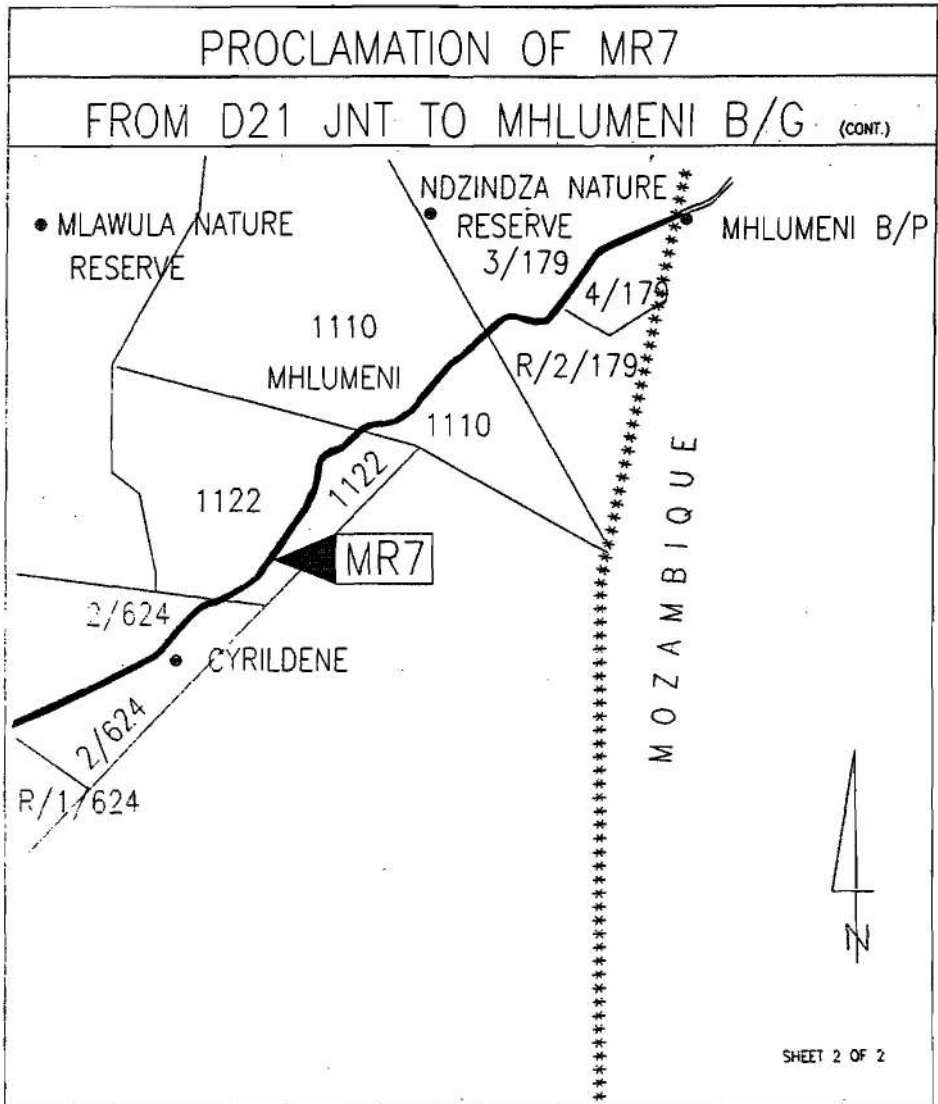 PROCLAMATION OF MR7
FROM D21 JNT TO MHLUMENI B/G (CONT.)
NDZINDZA NATURE
RESERVE
MLAWULA NATURE
RESERVE
MHLUMENI B/P
3/179
4/179
1110
MHLUMENI
R/2/179
1110
1122
1122
MR7
MOZAMBIQUE
2/624
CYRILDENE
2/624
R/1/624
N
SHEET 2 OF 2